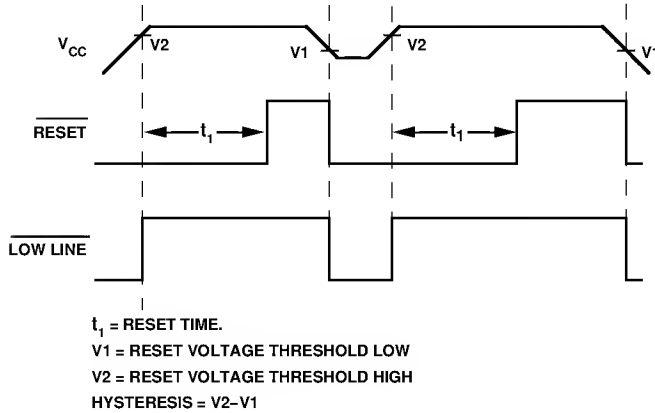 V2 V1 V2 V1
VCC
RESET
t1 t1
LOW LINE
t1 = RESET TIME.
V1 = RESET VOLTAGE THRESHOLD LOW
V2 = RESET VOLTAGE THRESHOLD HIGH
HYSTERESIS = V2–V1